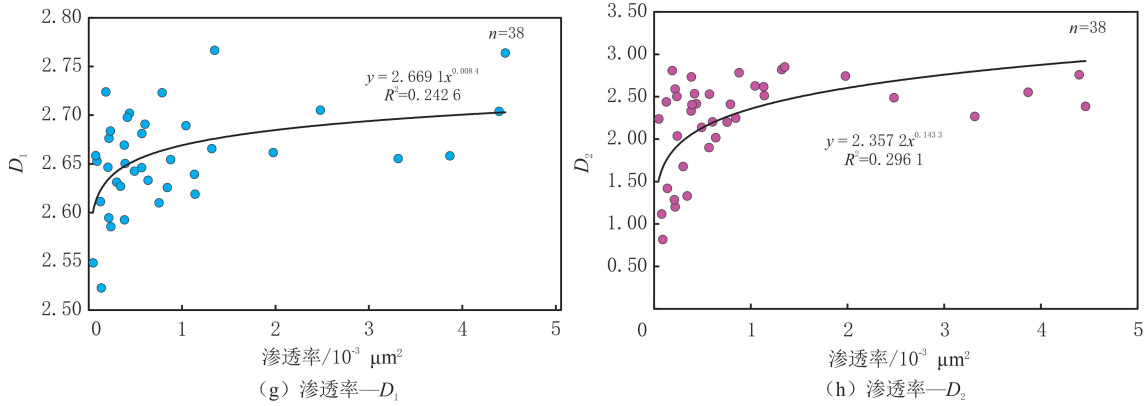 2.80
2.75
2.70
2.65
2.60
2.55
2.50
D₁
n=38
y = 2.669 1x^0.008 4
R²=0.242 6
0 1 2 3 4 5
渗透率/10⁻³ μm²
(g) 渗透率—D₁
3.50
3.00
2.50
2.00
1.50
1.00
0.50
D₂
n=38
y = 2.357 2x^0.143 3
R²=0.296 1
0 1 2 3 4 5
渗透率/10⁻³ μm²
(h) 渗透率—D₂